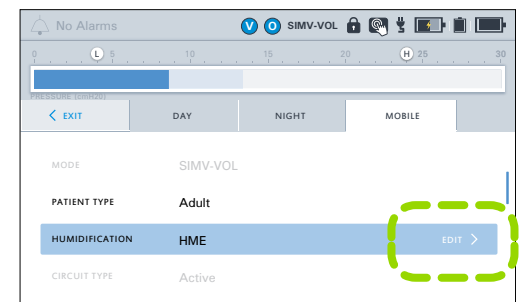 No Alarms V O SIMV-VOL
0 L 5 10 15 20 H 25 30
PRESSURE (cmH2O)
< EXIT DAY NIGHT MOBILE
MODE SIMV-VOL
PATIENT TYPE Adult
HUMIDIFICATION HME EDIT >
CIRCUIT TYPE Active